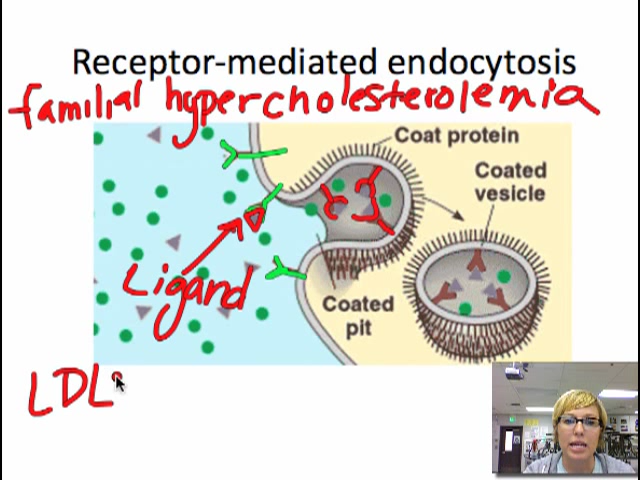 Receptor-mediated endocytosis
familial hypercholesterolemia
Coat protein
Coated
vesicle
Ligand
Coated
pit
LDL